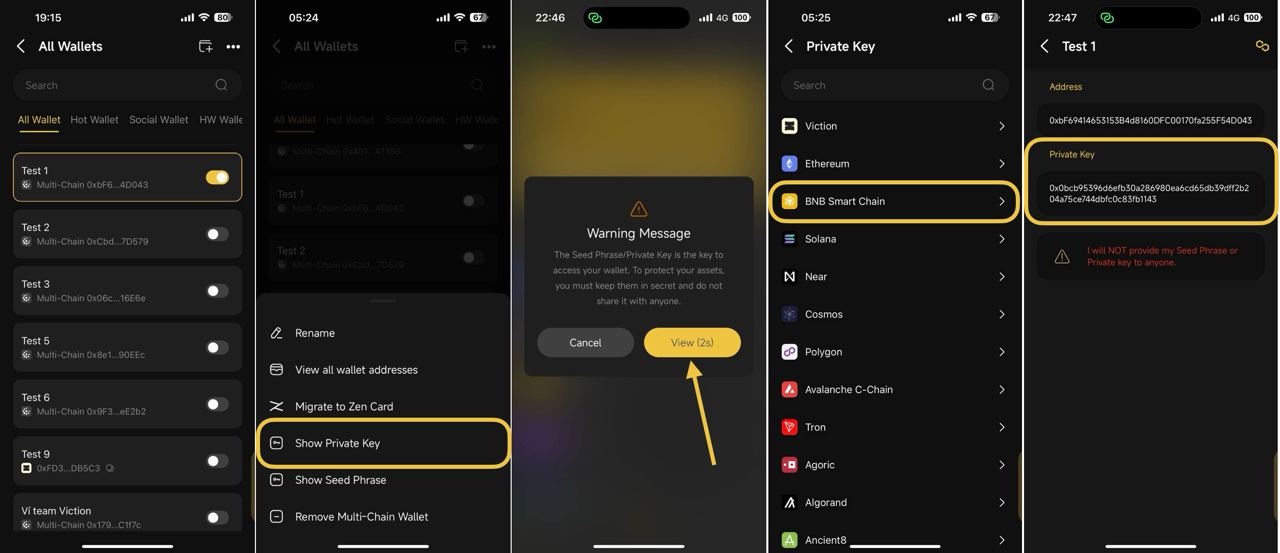 19:15
80
All Wallets
Search
All Wallet
Hot Wallet
Social Wallet
HW Walle
Test 1
Multi-Chain 0xbF6...4D043
Test 2
Multi-Chain 0xCbd...7D579
Test 3
Multi-Chain 0x06c...16E6e
Test 5
Multi-Chain 0x8e1...90EEc
Test 6
Multi-Chain 0x9F3...eE2b2
Test 9
0xFD3...DB5C3
Ví team Viction
Multi-Chain 0x179...C1f7c
05:24
67
All Wallets
Search
All Wallet
Hot Wallet
Social Wallet
HW Walle
Multi-Chain 0x401...A1355
Test 1
Multi-Chain 0xbF6...4D043
Test 2
Multi-Chain 0xCbd...7D579
Rename
View all wallet addresses
Migrate to Zen Card
Show Private Key
Show Seed Phrase
Remove Multi-Chain Wallet
22:46
4G 100
Warning Message
The Seed Phrase/Private Key is the key to
access your wallet. To protect your assets,
you must keep them in secret and do not
share it with anyone.
Cancel
View (2s)
05:25
67
Private Key
Search
Viction
Ethereum
BNB Smart Chain
Solana
Near
Cosmos
Polygon
Avalanche C-Chain
Tron
Agoric
Algorand
Ancient8
22:47
4G 100
Test 1
Address
0xbF69414653153B4d8160DFC00170fa255F54D043
Private Key
0x0bcb95396d6efb30a286980ea6cd65db39dff2b2
04a75ce744dbfc0c83fb1143
I will NOT provide my Seed Phrase or
Private key to anyone.